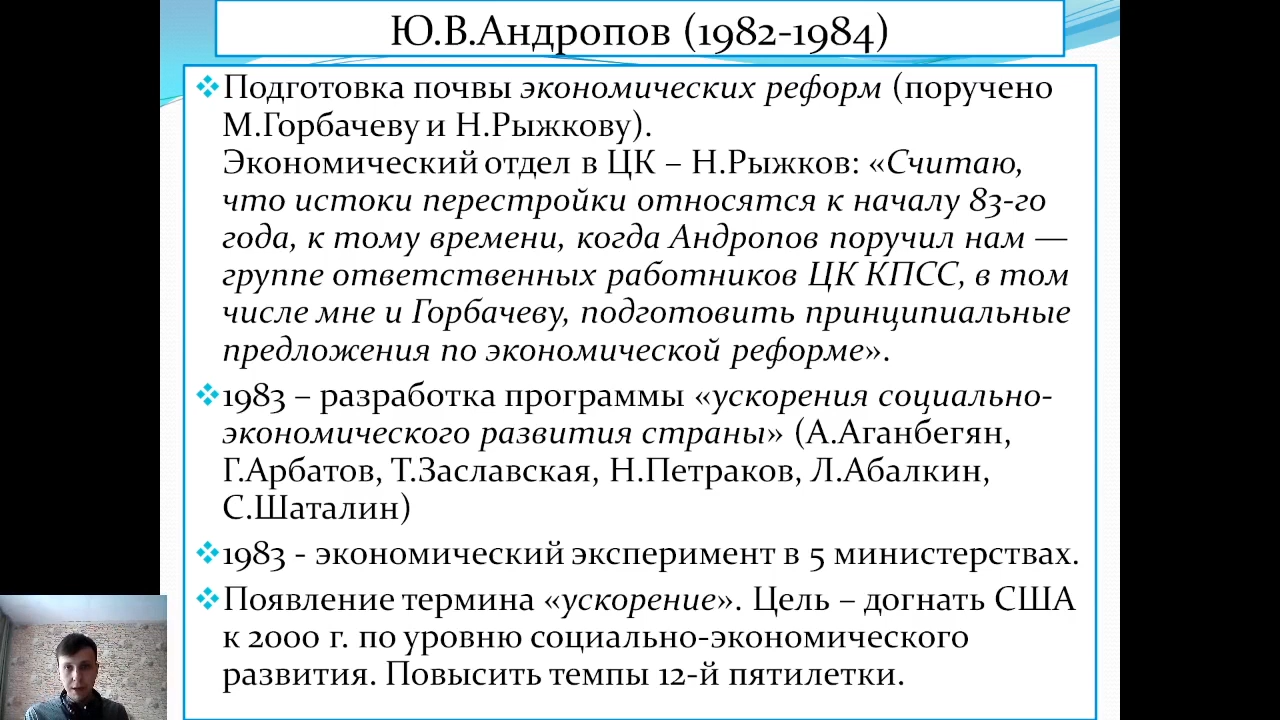 Ю.В.Андропов (1982-1984)
Подготовка почвы экономических реформ (поручено
М.Горбачеву и Н.Рыжкову).
Экономический отдел в ЦК – Н.Рыжков: «Считаю,
что истоки перестройки относятся к началу 83-го
года, к тому времени, когда Андропов поручил нам —
группе ответственных работников ЦК КПСС, в том
числе мне и Горбачеву, подготовить принципиальные
предложения по экономической реформе».
1983 – разработка программы «ускорения социально-
экономического развития страны» (А.Аганбегян,
Г.Арбатов, Т.Заславская, Н.Петраков, Л.Абалкин,
С.Шаталин)
1983 - экономический эксперимент в 5 министерствах.
Появление термина «ускорение». Цель – догнать США
к 2000 г. по уровню социально-экономического
развития. Повысить темпы 12-й пятилетки.